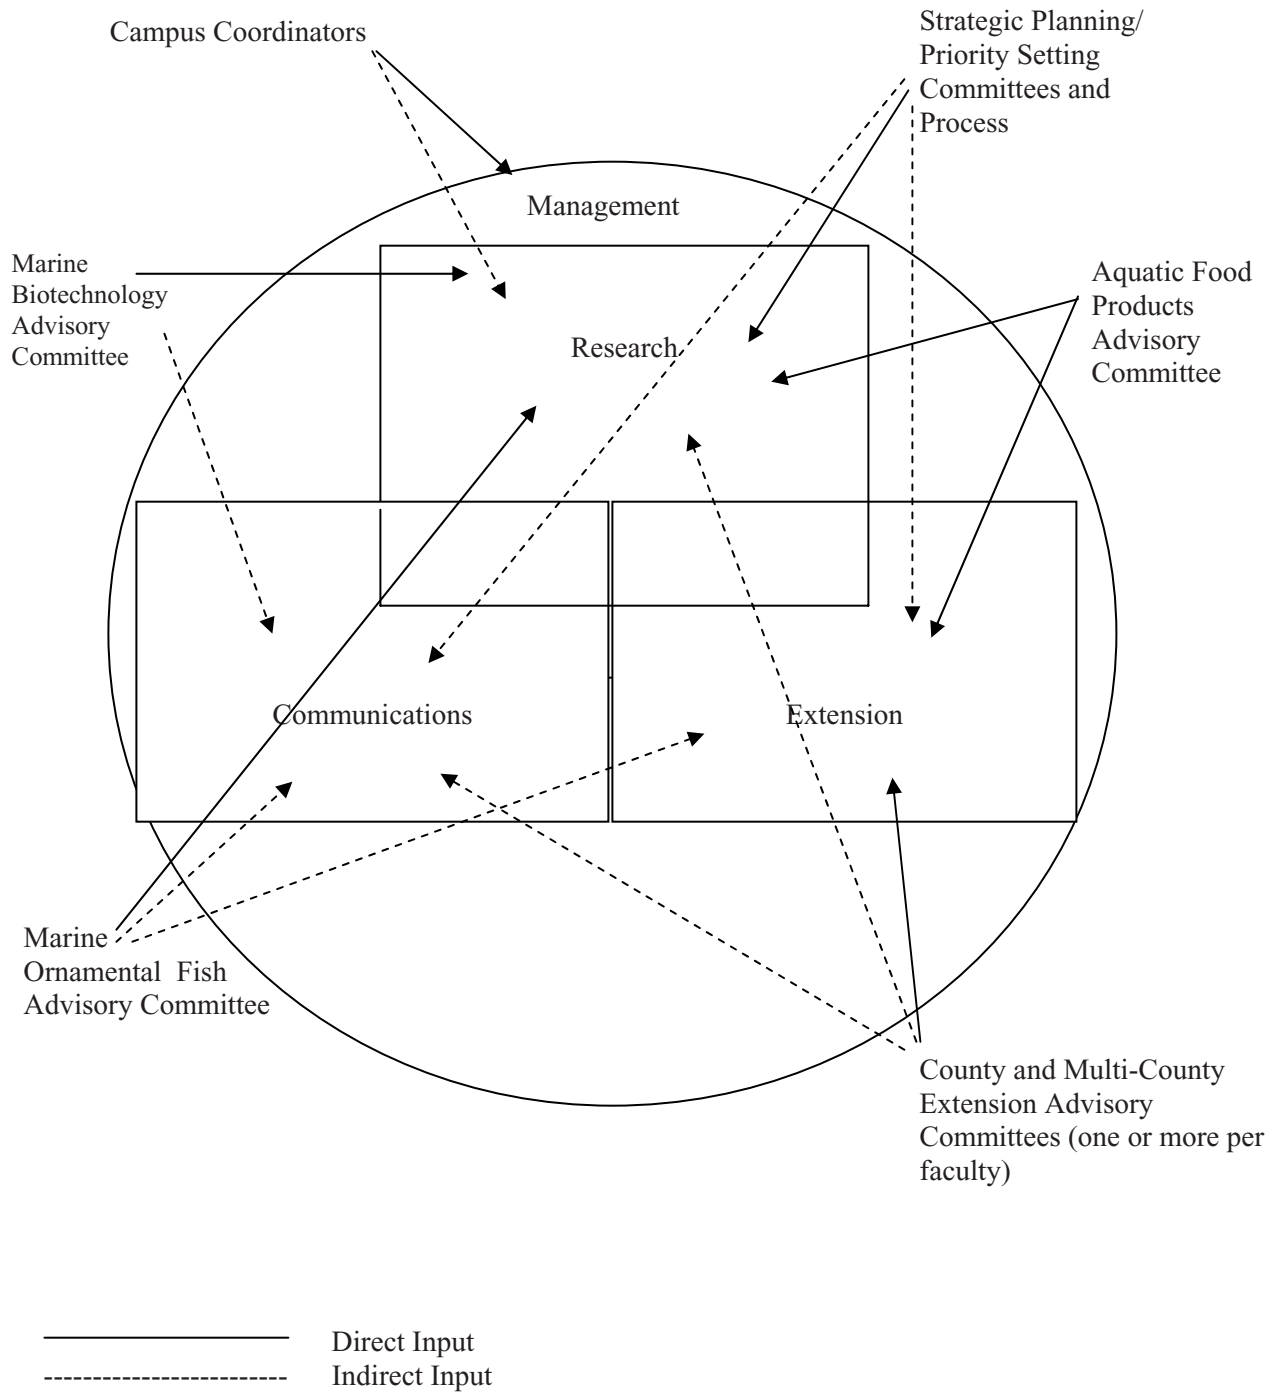 Campus Coordinators
Strategic Planning/
Priority Setting
Committees and
Process
Management
Marine
Biotechnology
Advisory
Committee
Aquatic Food
Products
Advisory
Committee
Research
Communications
Extension
Marine
Ornamental Fish
Advisory Committee
County and Multi-County
Extension Advisory
Committees (one or more per
faculty)
Direct Input
Indirect Input